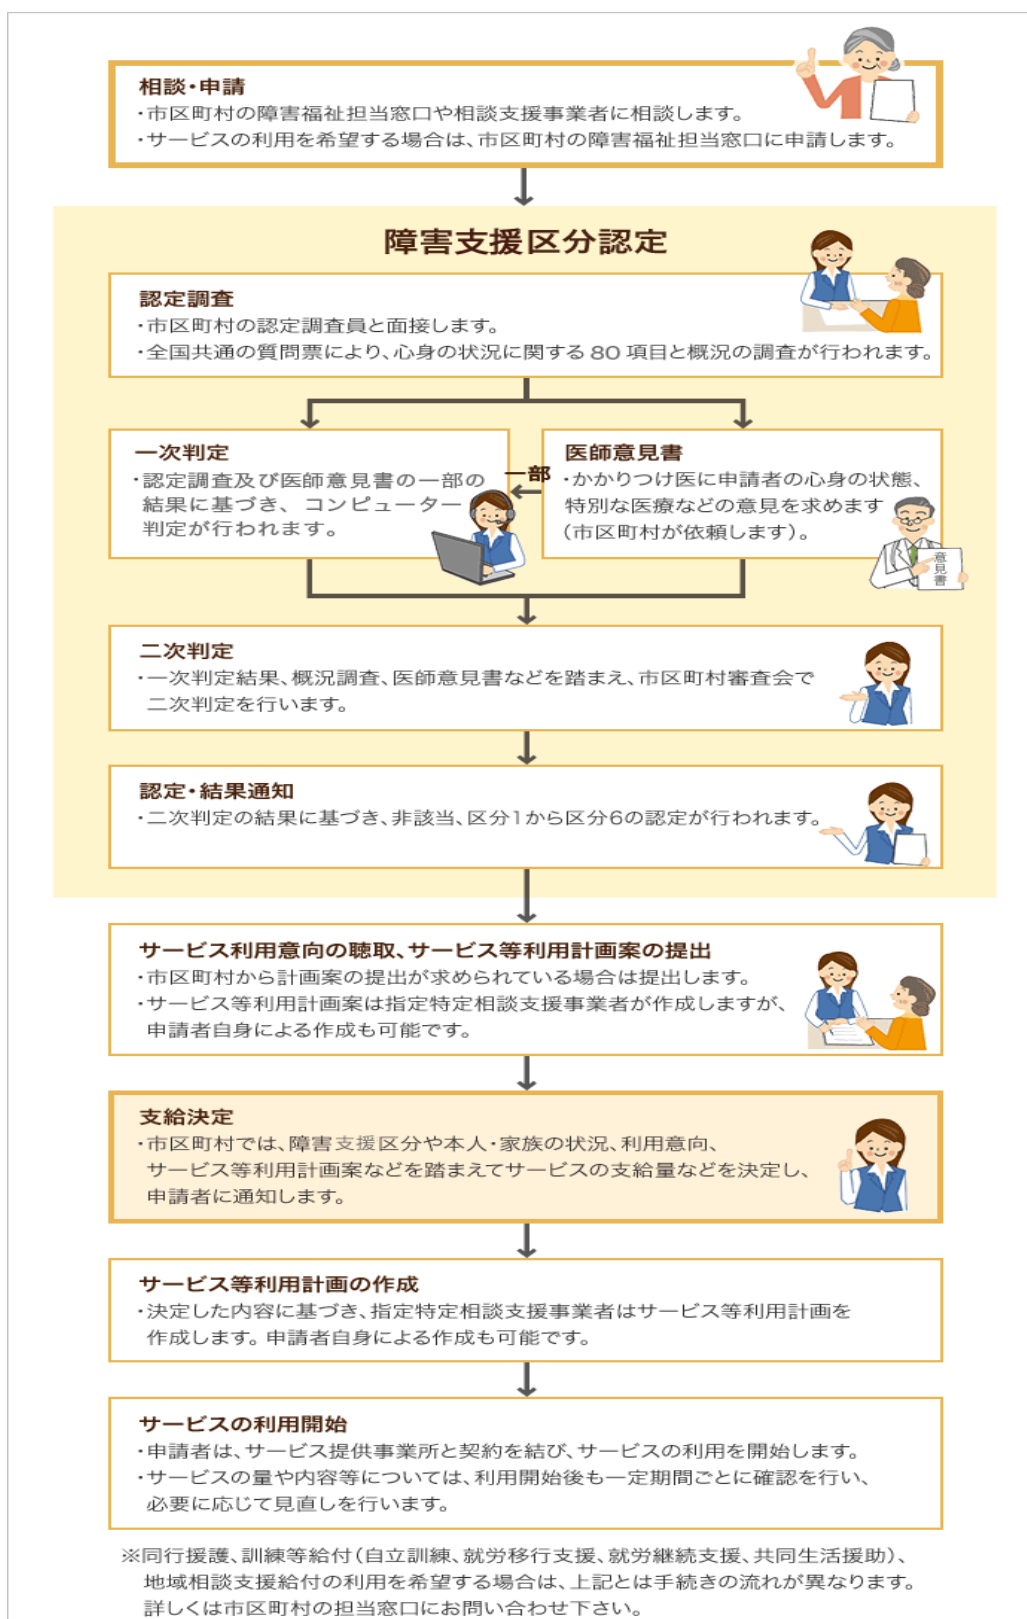 相談・申請
・市区町村の障害福祉担当窓口や相談支援事業者に相談します。
・サービスの利用を希望する場合は、市区町村の障害福祉担当窓口に申請します。
障害支援区分認定
認定調査
・市区町村の認定調査員と面接します。
・全国共通の質問票により、心身の状況に関する 80 項目と概況の調査が行われます。
一次判定
・認定調査及び医師意見書の一部の
結果に基づき、コンピューター
判定が行われます。
一部
医師意見書
・かかりつけ医に申請者の心身の状態、
特別な医療などの意見を求めます
（市区町村が依頼します）。
意見書
二次判定
・一次判定結果、概況調査、医師意見書などを踏まえ、市区町村審査会で
二次判定を行います。
認定・結果通知
・二次判定の結果に基づき、非該当、区分1から区分6の認定が行われます。
サービス利用意向の聴取、サービス等利用計画案の提出
・市区町村から計画案の提出が求められている場合は提出します。
・サービス等利用計画案は指定特定相談支援事業者が作成しますが、
申請者自身による作成も可能です。
支給決定
・市区町村では、障害支援区分や本人・家族の状況、利用意向、
サービス等利用計画案などを踏まえてサービスの支給量などを決定し、
申請者に通知します。
サービス等利用計画の作成
・決定した内容に基づき、指定特定相談支援事業者はサービス等利用計画を
作成します。申請者自身による作成も可能です。
サービスの利用開始
・申請者は、サービス提供事業所と契約を結び、サービスの利用を開始します。
・サービスの量や内容等については、利用開始後も一定期間ごとに確認を行い、
必要に応じて見直しを行います。
※同行援護、訓練等給付（自立訓練、就労移行支援、就労継続支援、共同生活援助）、
地域相談支援給付の利用を希望する場合は、上記とは手続きの流れが異なります。
詳しくは市区町村の担当窓口にお問い合わせ下さい。